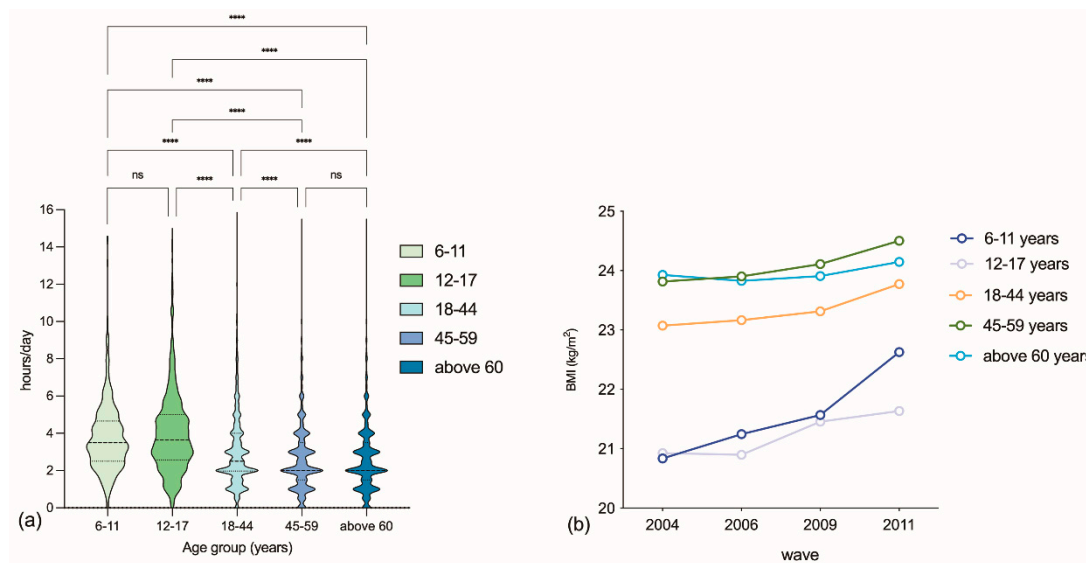 ****
****
****
****
****
****
ns
****
****
ns
16
14
12
10
8
6
4
2
0
hours/day
6-11
12-17
18-44
45-59
above 60
Age group (years)
(a)
6-11
12-17
18-44
45-59
above 60
25
24
23
22
21
20
BMI (kg/m²)
2004
2006
2009
2011
wave
(b)
6-11 years
12-17 years
18-44 years
45-59 years
above 60 years